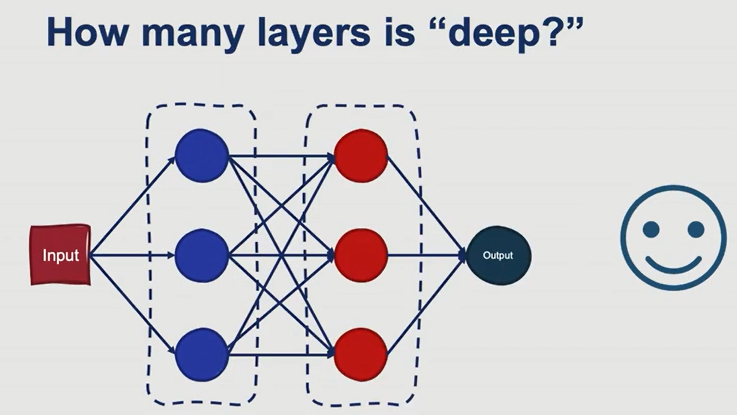 How many layers is “deep?”
Input
Output